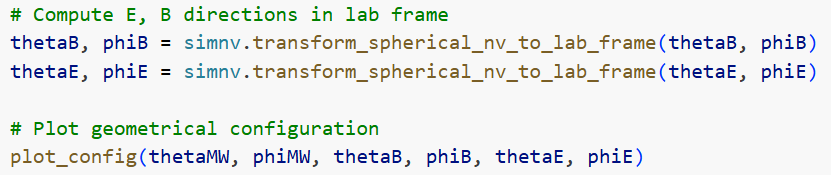 # Compute E, B directions in lab frame
thetaB, phiB = simnv.transform_spherical_nv_to_lab_frame(thetaB, phiB)
thetaE, phiE = simnv.transform_spherical_nv_to_lab_frame(thetaE, phiE)
# Plot geometrical configuration
plot_config(thetaMW, phiMW, thetaB, phiB, thetaE, phiE)